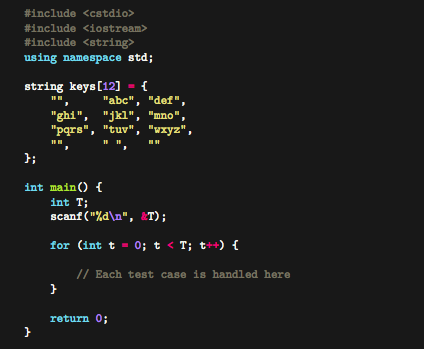 #include <cstdio>
#include <iostream>
#include <string>
using namespace std;
string keys[12] = {
"", "abc", "def",
"ghi", "jkl", "mno",
"pqrs", "tuv", "wxyz",
"", " ", ""
};
int main() {
int T;
scanf("%d\n", &T);
for (int t = 0; t < T; t++) {
// Each test case is handled here
}
return 0;
}